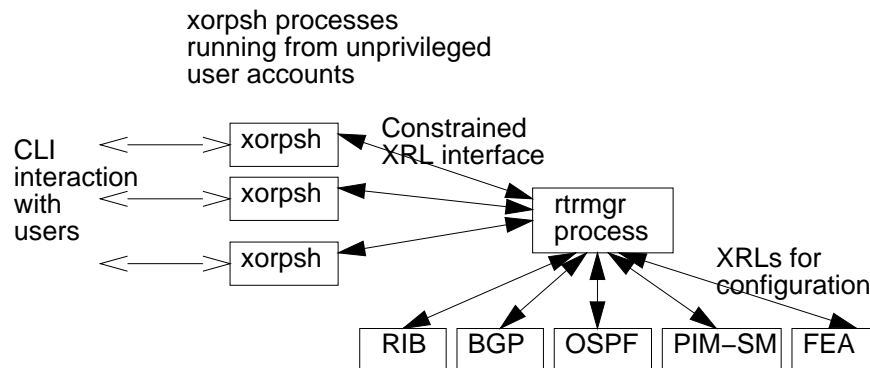 xorpsh processes
running from unprivileged
user accounts
CLI
interaction
with
users
xorpsh
xorpsh
xorpsh
Constrained
XRL interface
rtrmgr
process
XRLs for
configuration
RIB
BGP
OSPF
PIM−SM
FEA